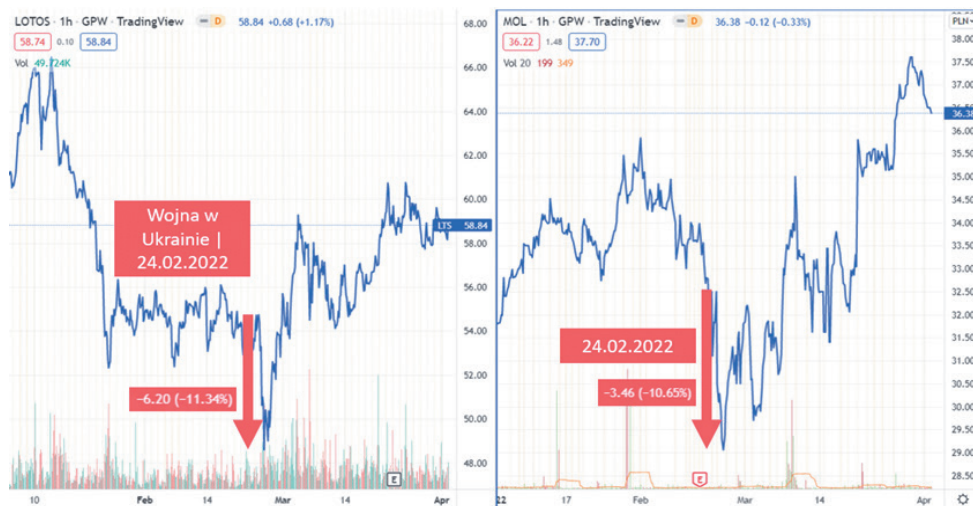 LOTOS · 1h · GPW · TradingView D 58.84 +0.68 (+1.17%)
58.74 0.10 58.84
Vol 49.724K
68.00
66.00
64.00
62.00
60.00
LTS 58.84
58.00
56.00
54.00
52.00
50.00
48.00
Wojna w
Ukrainie |
24.02.2022
−6.20 (−11.34%)
E
10 Feb 14 Mar 14 Apr
MOL · 1h · GPW · TradingView D 36.38 −0.12 (−0.33%)
36.22 1.48 37.70
Vol 20 199 349
PLN
38.00
37.50
37.00
36.38
35.50
35.00
34.50
34.00
33.50
33.00
32.50
32.00
31.50
31.00
30.50
30.00
29.50
29.00
28.50
24.02.2022
−3.46 (−10.65%)
E
22 17 Feb Mar 14 Apr